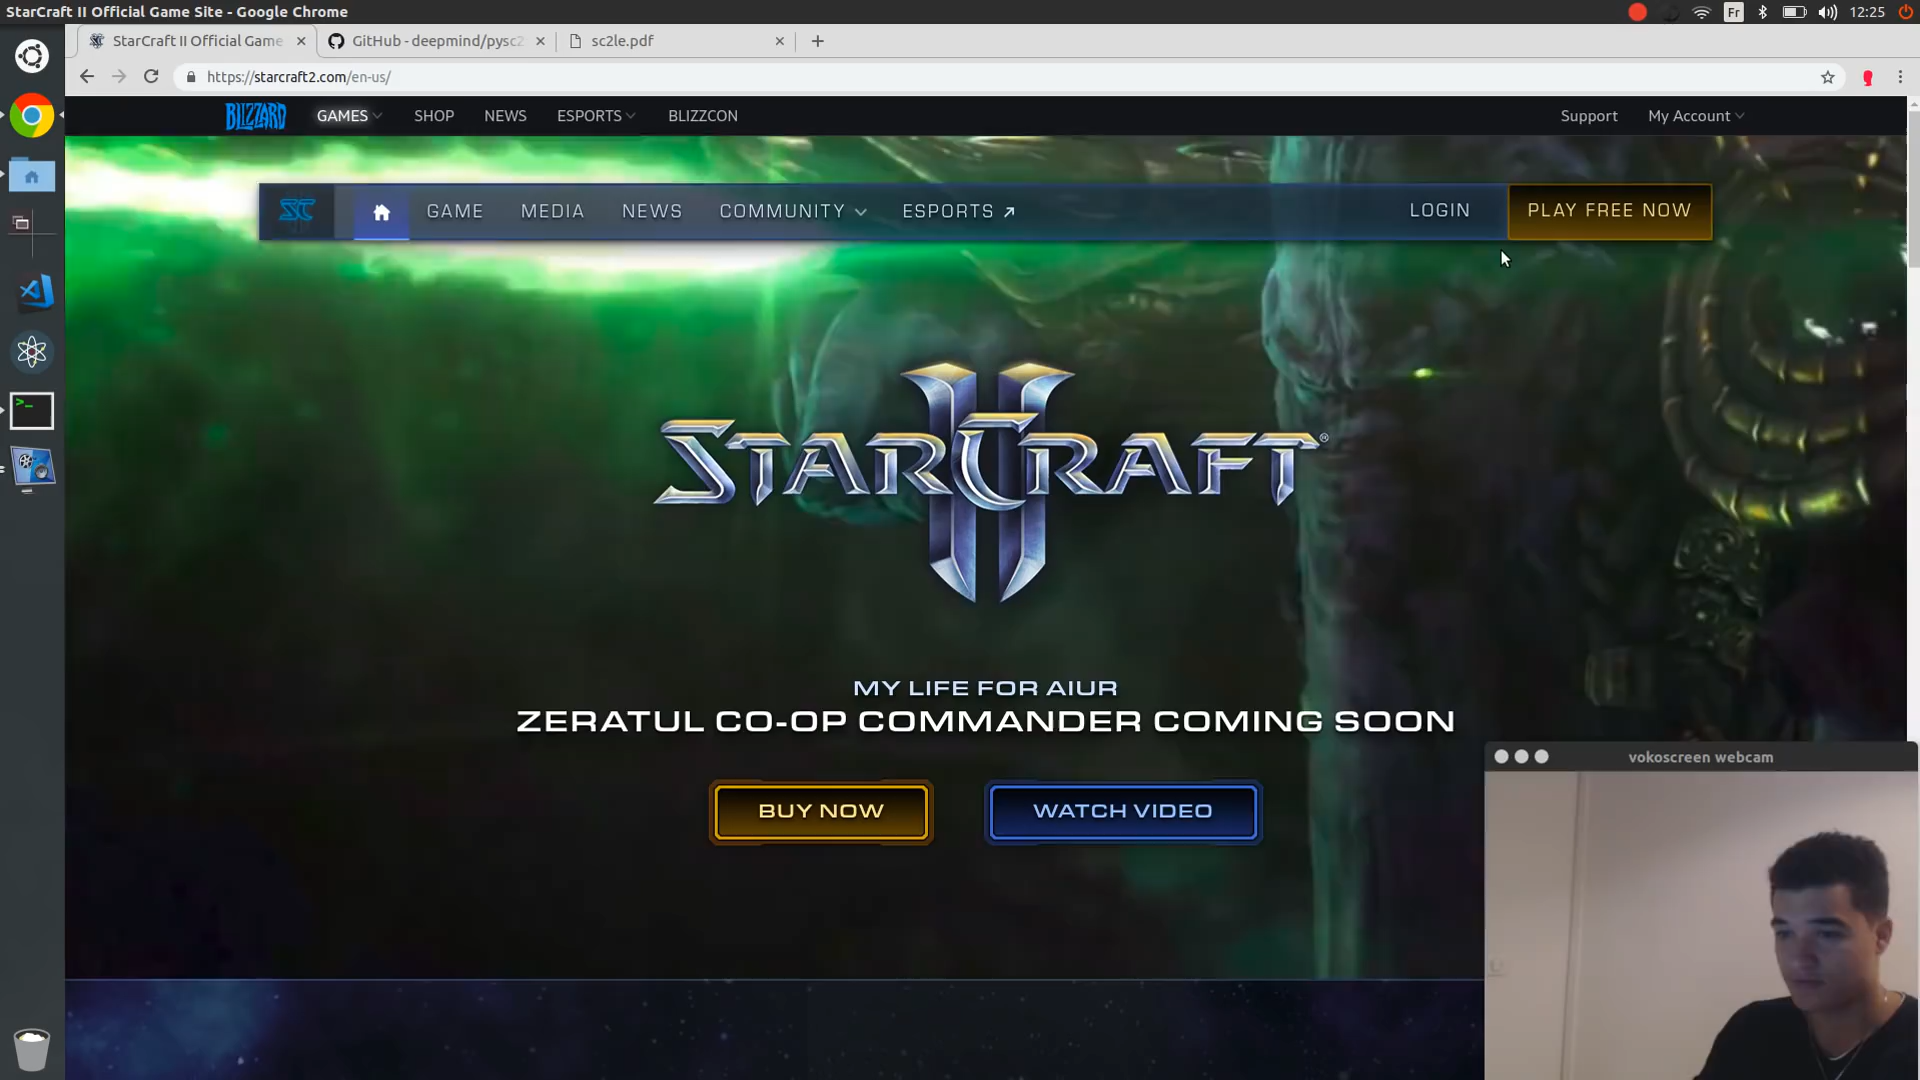 StarCraft II Official Game Site - Google Chrome
Fr
12:25
StarCraft II Official Game
GitHub - deepmind/pysc2
sc2le.pdf
https://starcraft2.com/en-us/
BLIZZARD
GAMES
SHOP
NEWS
ESPORTS
BLIZZCON
Support
My Account
SC
GAME
MEDIA
NEWS
COMMUNITY
ESPORTS
LOGIN
PLAY FREE NOW
STARCRAFT®
II
MY LIFE FOR AIUR
ZERATUL CO-OP COMMANDER COMING SOON
BUY NOW
WATCH VIDEO
vokoscreen webcam